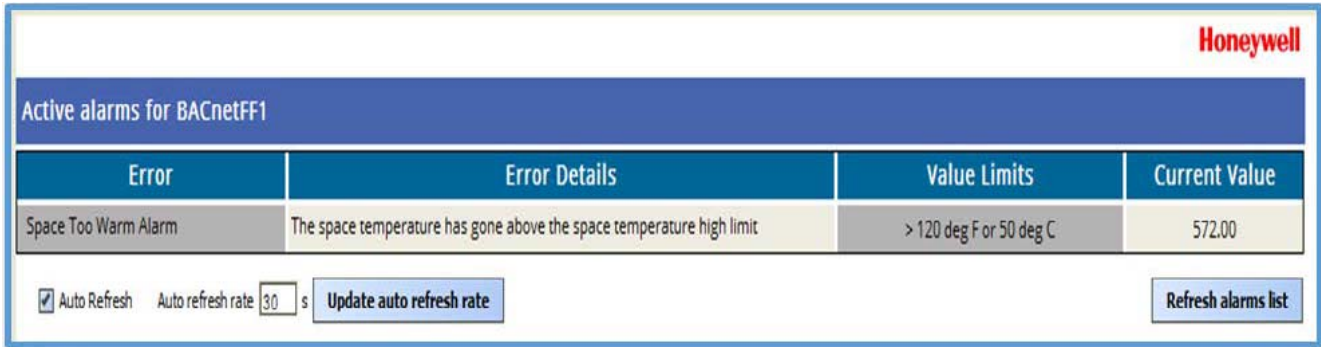 Honeywell
Active alarms for BACnetFF1
Error Error Details Value Limits Current Value
Space Too Warm Alarm The space temperature has gone above the space temperature high limit > 120 deg F or 50 deg C 572.00
Auto Refresh Auto refresh rate 30 s Update auto refresh rate Refresh alarms list